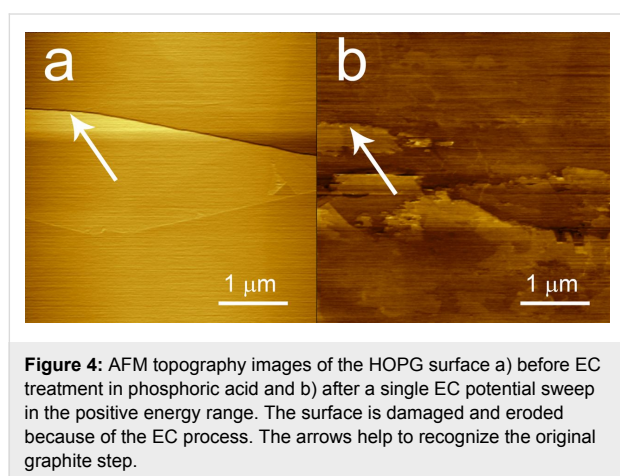 a
b
1 μm
1 μm
Figure 4: AFM topography images of the HOPG surface a) before EC
treatment in phosphoric acid and b) after a single EC potential sweep
in the positive energy range. The surface is damaged and eroded
because of the EC process. The arrows help to recognize the original
graphite step.